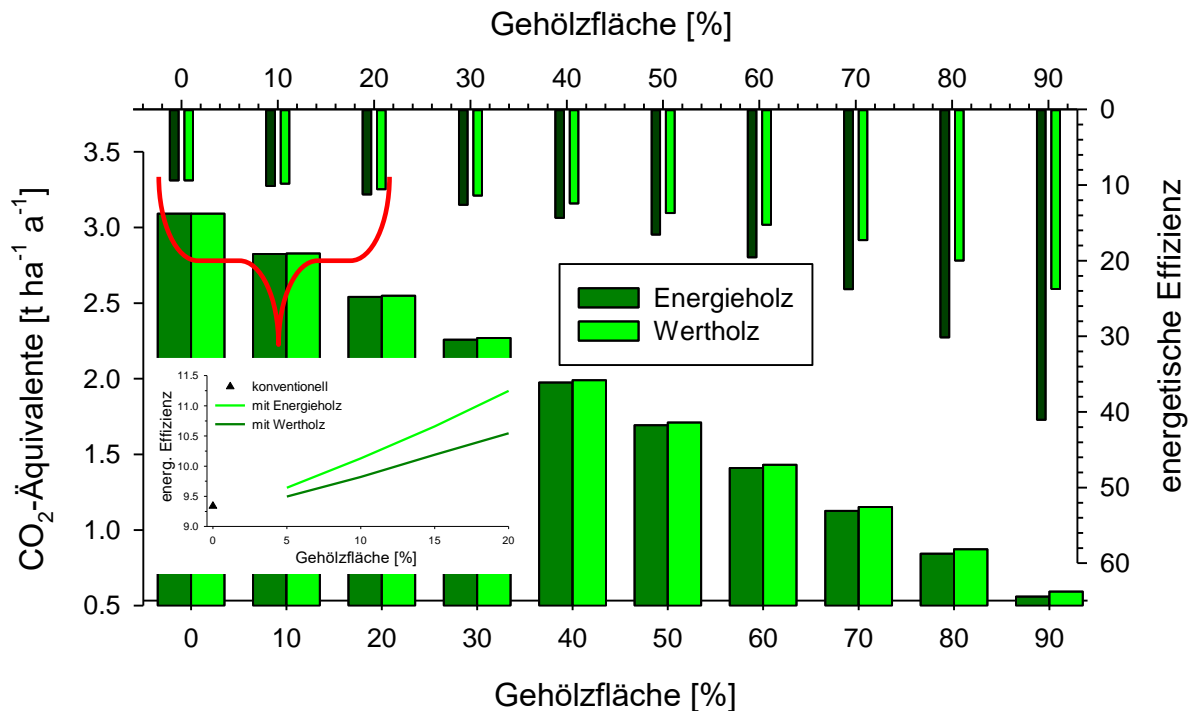 Gehölzfläche [%]
0 10 20 30 40 50 60 70 80 90
CO2-Äquivalente [t ha-1 a-1]
3.5
3.0
2.5
2.0
1.5
1.0
0.5
0
10
20
30
40
50
60
energetische Effizienz
Energieholz
Wertholz
energ. Effizienz
11.5
11.0
10.5
10.0
9.5
9.0
konventionell
mit Energieholz
mit Wertholz
0 5 10 15 20
Gehölzfläche [%]
0 10 20 30 40 50 60 70 80 90
Gehölzfläche [%]